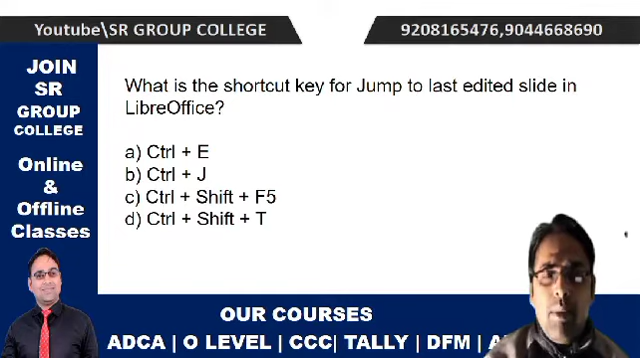 Youtube\SR GROUP COLLEGE
9208165476,9044668690
JOIN
SR
GROUP
COLLEGE
Online
&
Offline
Classes
What is the shortcut key for Jump to last edited slide in
LibreOffice?
a) Ctrl + E
b) Ctrl + J
c) Ctrl + Shift + F5
d) Ctrl + Shift + T
OUR COURSES
ADCA | O LEVEL | CCC| TALLY | DFM |